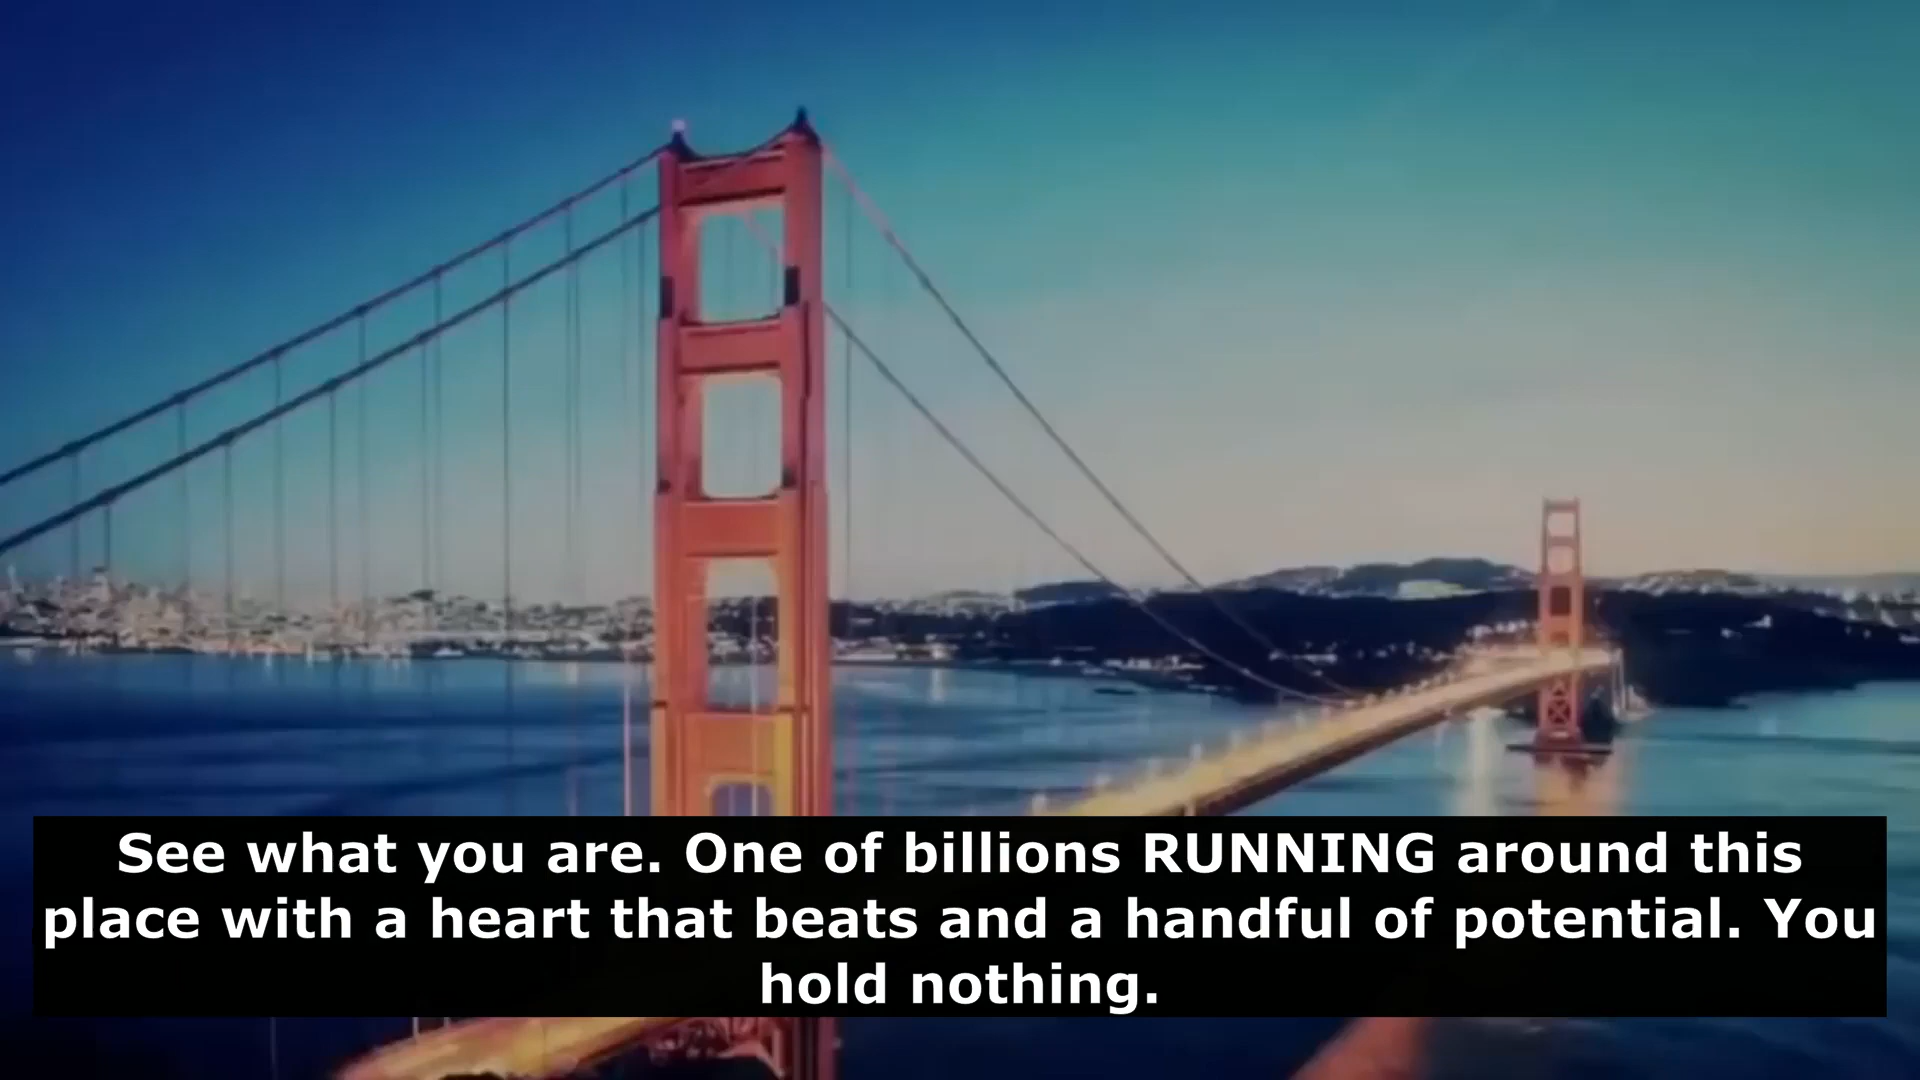 See what you are. One of billions RUNNING around this
place with a heart that beats and a handful of potential. You
hold nothing.